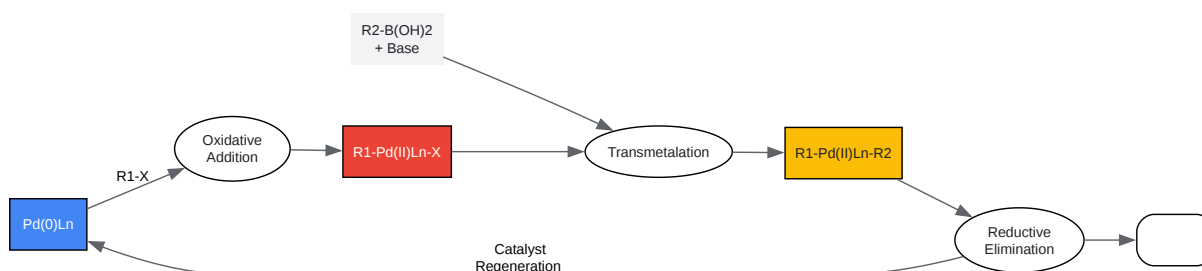 R2-B(OH)2
+ Base
Oxidative
Addition
R1-Pd(II)Ln-X
Transmetalation
R1-Pd(II)Ln-R2
R1-X
Pd(0)Ln
Reductive
Elimination
Catalyst
Regeneration